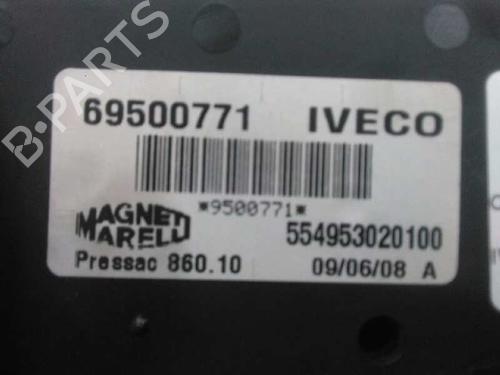 B-PARTS
69500771 IVECO
*9500771*
MAGNETI
MARELLI
554953020100
Pressac 860.10
09/06/08 A